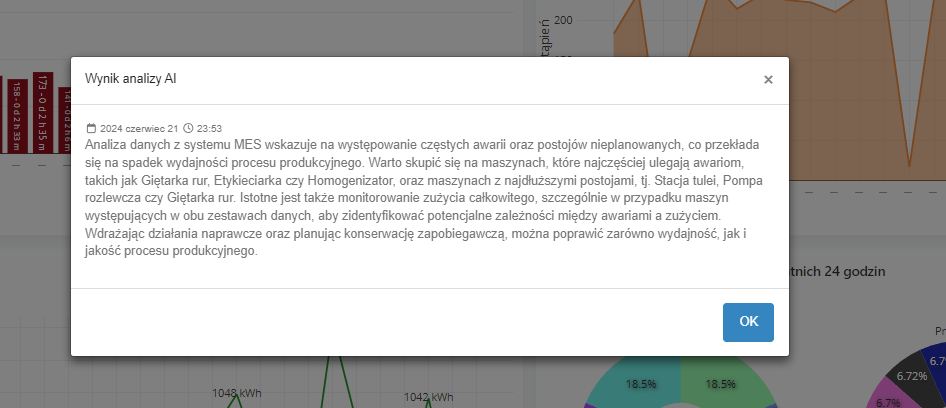 200
Wynik analizy AI
×
158 - 0 d 2 h 33 m
173 - 0 d 2 h 35 m
2024 czerwiec 21 23:53
Analiza danych z systemu MES wskazuje na występowanie częstych awarii oraz postojów nieplanowanych, co przekłada
się na spadek wydajności procesu produkcyjnego. Warto skupić się na maszynach, które najczęściej ulegają awariom,
takich jak Giętarka rur, Etykieciarka czy Homogenizator, oraz maszynach z najdłuższymi postojami, tj. Stacja tulei, Pompa
rozlewcza czy Giętarka rur. Istotne jest także monitorowanie zużycia całkowitego, szczególnie w przypadku maszyn
występujących w obu zestawach danych, aby zidentyfikować potencjalne zależności między awariami a zużyciem.
Wdrażając działania naprawcze oraz planując konserwację zapobiegawczą, można poprawić zarówno wydajność, jak i
jakość procesu produkcyjnego.
tnich 24 godzin
OK
1048 kWh
1042 kWh
18.5%
18.5%
Pr
6.7
6.72%
6.7%